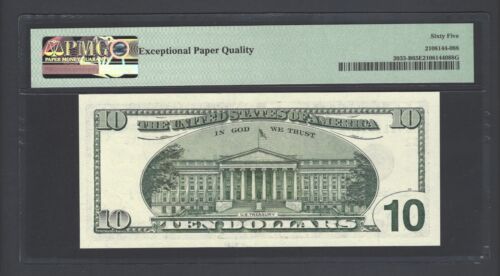 PMG
PAPER MONEY GUARANTY
Exceptional Paper Quality
Sixty Five
2106144-088
10
THE UNITED STATES OF AMERICA
10
IN GOD WE TRUST
U.S. TREASURY
10
TEN DOLLARS
10